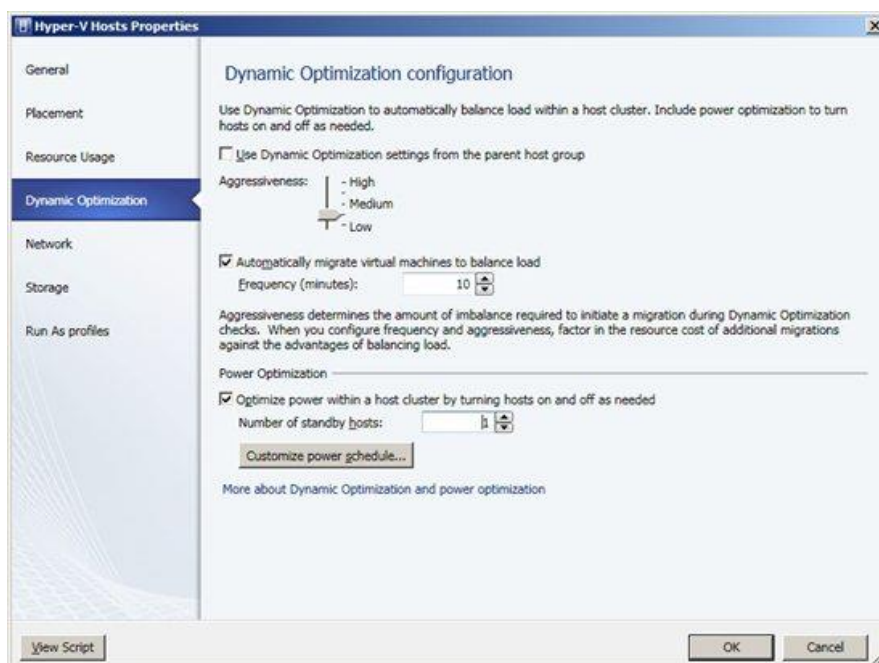 Hyper-V Hosts Properties
General
Placement
Resource Usage
Dynamic Optimization
Network
Storage
Run As profiles
Dynamic Optimization configuration
Use Dynamic Optimization to automatically balance load within a host cluster. Include power optimization to turn
hosts on and off as needed.
Use Dynamic Optimization settings from the parent host group
Aggressiveness:
- High
- Medium
- Low
Automatically migrate virtual machines to balance load
Frequency (minutes): 10
Aggressiveness determines the amount of imbalance required to initiate a migration during Dynamic Optimization
checks. When you configure frequency and aggressiveness, factor in the resource cost of additional migrations
against the advantages of balancing load.
Power Optimization
Optimize power within a host cluster by turning hosts on and off as needed
Number of standby hosts: 1
Customize power schedule...
More about Dynamic Optimization and power optimization
View Script
OK
Cancel